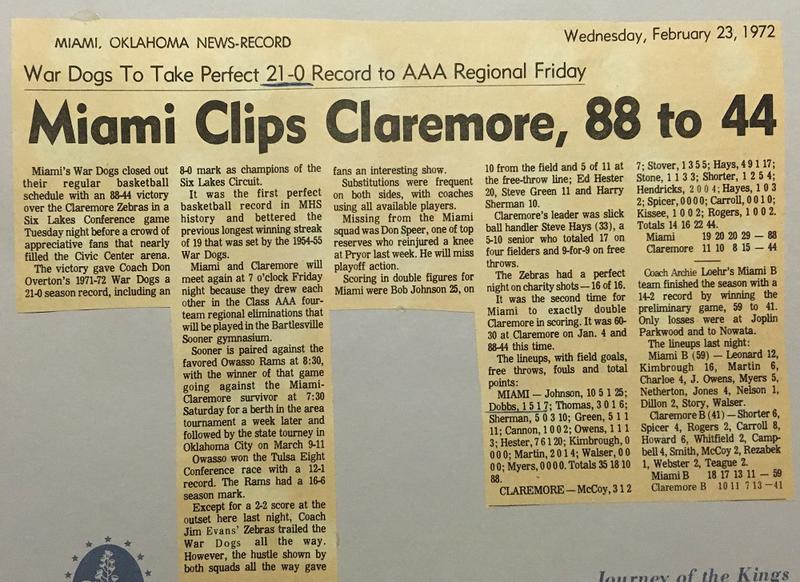 MIAMI, OKLAHOMA NEWS-RECORD
Wednesday, February 23, 1972
War Dogs To Take Perfect 21-0 Record to AAA Regional Friday
Miami Clips Claremore, 88 to 44
Miami's War Dogs closed out
their regular basketball
schedule with an 88-44 victory
over the Claremore Zebras in a
Six Lakes Conference game
Tuesday night before a crowd of
appreciative fans that nearly
filled the Civic Center arena.
The victory gave Coach Don
Overton's 1971-72 War Dogs a
21-0 season record, including an
8-0 mark as champions of the
Six Lakes Circuit.
It was the first perfect
basketball record in MHS
history and bettered the
previous longest winning streak
of 19 that was set by the 1954-55
War Dogs.
Miami and Claremore will
meet again at 7 o'clock Friday
night because they drew each
other in the Class AAA four-
team regional eliminations that
will be played in the Bartlesville
Sooner gymnasium.
Sooner is paired against the
favored Owasso Rams at 8:30,
with the winner of that game
going against the Miami-
Claremore survivor at 7:30
Saturday for a berth in the area
tournament a week later and
followed by the state tourney in
Oklahoma City on March 9-11
Owasso won the Tulsa Eight
Conference race with a 12-1
record. The Rams had a 16-6
season mark.
Except for a 2-2 score at the
outset here last night, Coach
Jim Evans' Zebras trailed the
War Dogs all the way.
However, the hustle shown by
both squads all the way gave
fans an interesting show.
Substitutions were frequent
on both sides, with coaches
using all available players.
Missing from the Miami
squad was Don Speer, one of top
reserves who reinjured a knee
at Pryor last week. He will miss
playoff action.
Scoring in double figures for
Miami were Bob Johnson 25, on
10 from the field and 5 of 11 at
the free-throw line; Ed Hester
20, Steve Green 11 and Harry
Sherman 10.
Claremore's leader was slick
ball handler Steve Hays (33), a
5-10 senior who totaled 17 on
four fielders and 9-for-9 on free
throws.
The Zebras had a perfect
night on charity shots — 16 of 16.
It was the second time for
Miami to exactly double
Claremore in scoring. It was 60-
30 at Claremore on Jan. 4 and
88-44 this time.
The lineups, with field goals,
free throws, fouls and total
points:
MIAMI — Johnson, 10 5 1 25;
Dobbs, 1 5 1 7; Thomas, 3 0 1 6;
Sherman, 5 0 3 10; Green, 5 1 1
11; Cannon, 1 0 0 2; Owens, 1 1 1
3; Hester, 7 6 1 20; Kimbrough, 0
0 0 0; Martin, 2 0 1 4; Walser, 0 0
0 0; Myers, 0 0 0 0. Totals 35 18 10
88.
CLAREMORE — McCoy, 3 1 2
7; Stover, 1 3 5 5; Hays, 4 9 1 17;
Stone, 1 1 3 3; Shorter, 1 2 5 4;
Hendricks, 2 0 0 4; Hayes, 1 0 3
2; Spicer, 0 0 0 0; Carroll, 0 0 1 0;
Kissee, 1 0 0 2; Rogers, 1 0 0 2.
Totals 14 16 22 44.
Miami 19 20 20 29 — 88
Claremore 11 10 8 15 — 44
Coach Archie Loehr's Miami B
team finished the season with a
14-2 record by winning the
preliminary game, 59 to 41.
Only losses were at Joplin
Parkwood and to Nowata.
The lineups last night:
Miami B (59) — Leonard 12,
Kimbrough 16, Martin 6,
Charloe 4, J. Owens, Myers 5,
Netherton, Jones 4, Nelson 1,
Dillon 2, Story, Walser.
Claremore B (41) — Shorter 6,
Spicer 4, Rogers 2, Carroll 8,
Howard 6, Whitfield 2, Camp-
bell 4, Smith, McCoy 2, Rezabek
1, Webster 2, Teague 2.
Miami B 18 17 13 11 — 59
Claremore B 10 11 7 13 — 41
Journey of the Kings